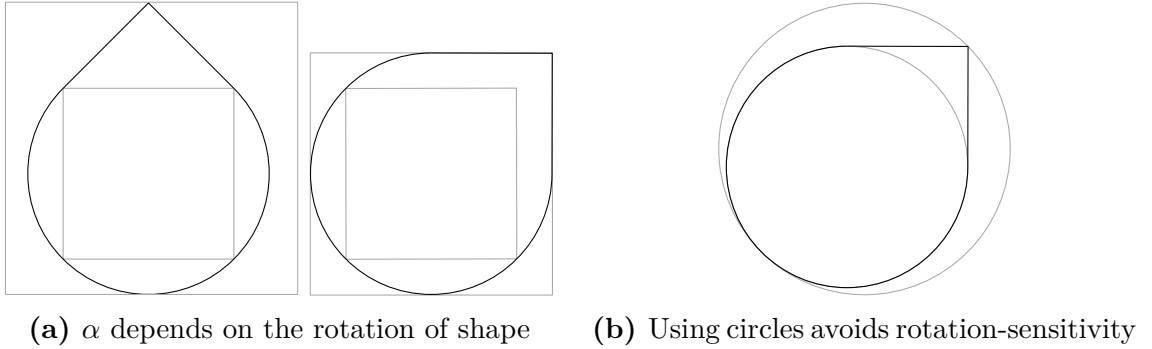 (a) α depends on the rotation of shape
(b) Using circles avoids rotation-sensitivity